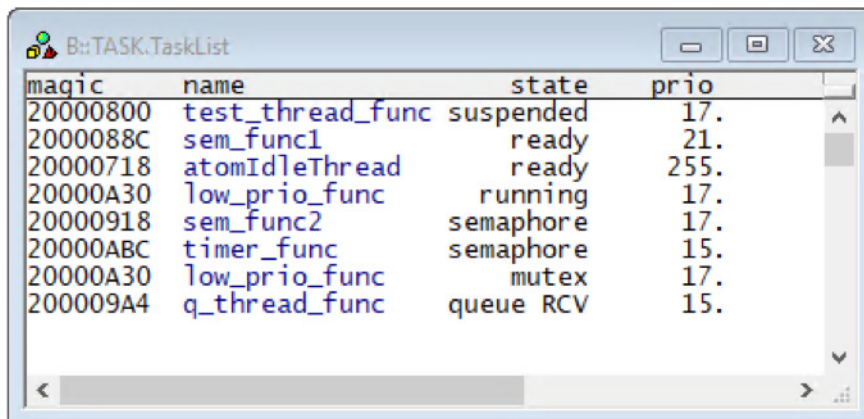 B::TASK.TaskList
magic name state prio
20000800 test_thread_func suspended 17.
2000088C sem_func1 ready 21.
20000718 atomIdleThread ready 255.
20000A30 low_prio_func running 17.
20000918 sem_func2 semaphore 17.
20000ABC timer_func semaphore 15.
20000A30 low_prio_func mutex 17.
200009A4 q_thread_func queue RCV 15.